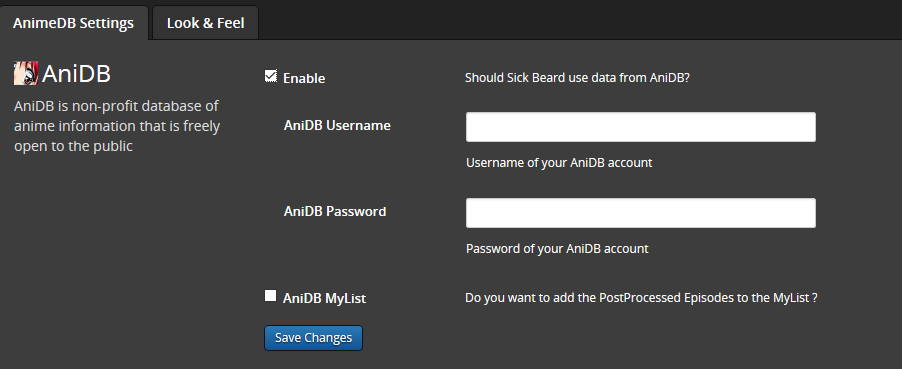 AnimeDB Settings
Look & Feel
AniDB
AniDB is non-profit database of
anime information that is freely
open to the public
Enable
Should Sick Beard use data from AniDB?
AniDB Username
Username of your AniDB account
AniDB Password
Password of your AniDB account
AniDB MyList
Do you want to add the PostProcessed Episodes to the MyList ?
Save Changes